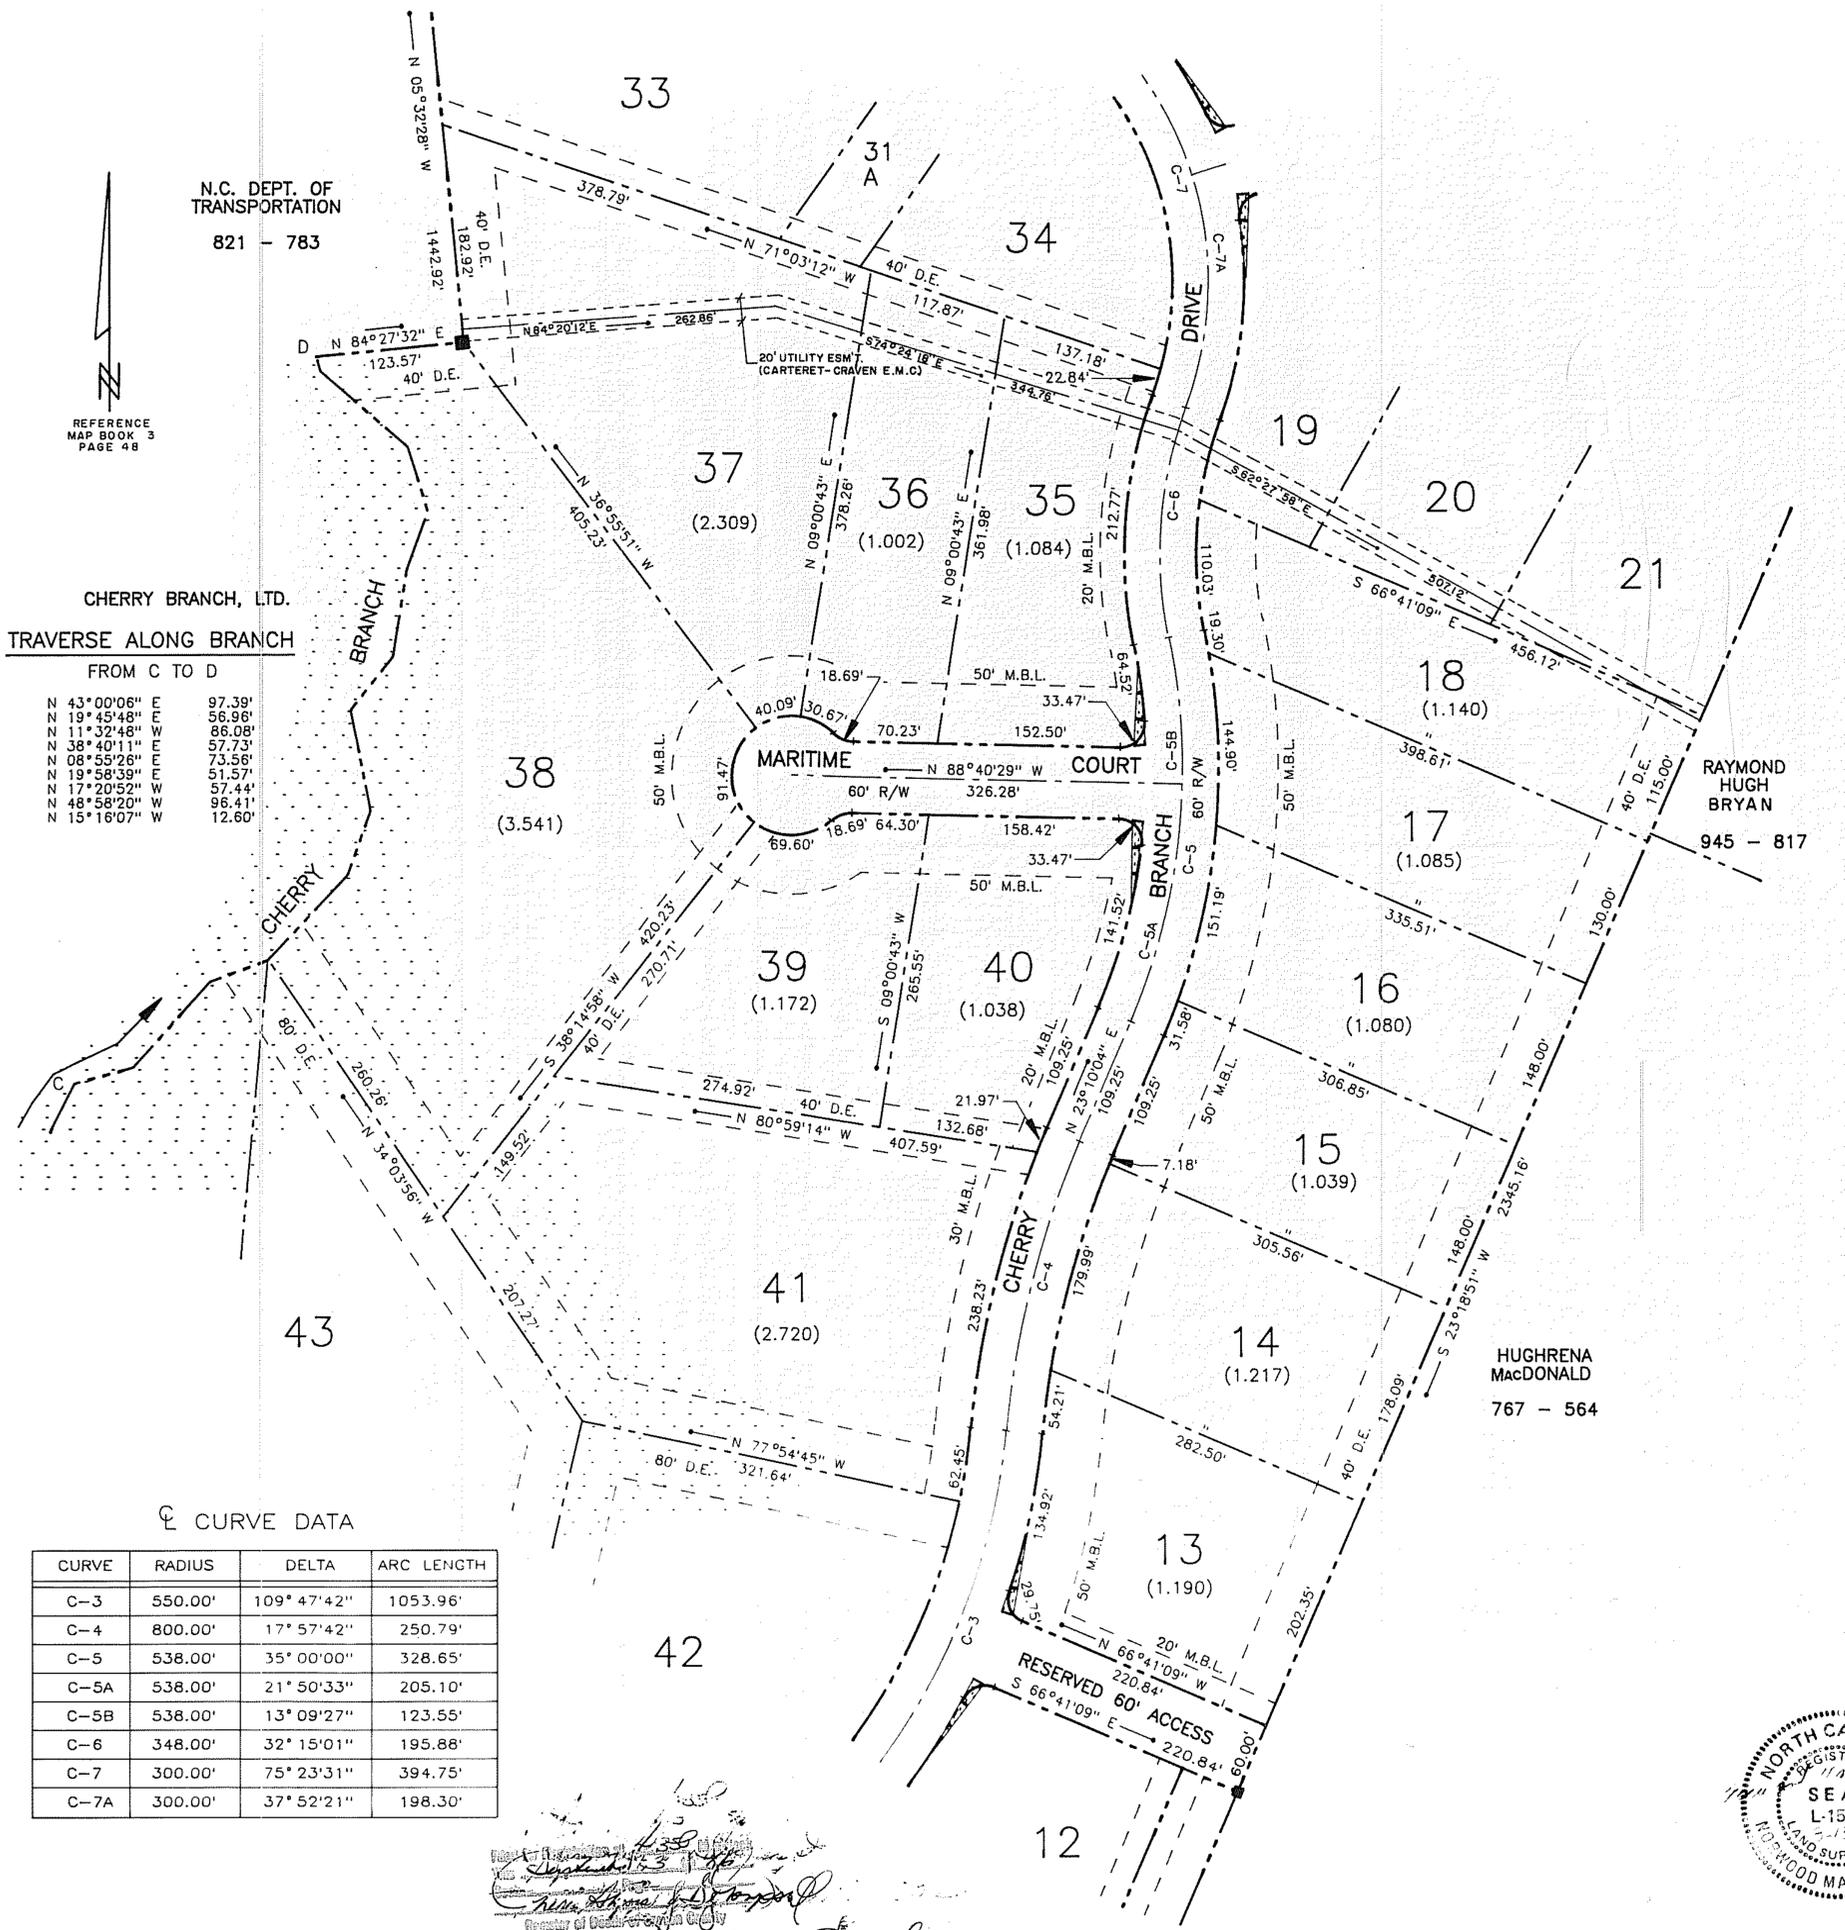 33
31
A
34
N 05°32'28" W
1442.92'
182.92'
40' D.E.
N.C. DEPT. OF
TRANSPORTATION
821 - 783
378.79'
N 71°03'12" W
40' D.E.
117.87'
137.18'
22.84'
C-7
C-7A
DRIVE
D
N 84°27'32" E
123.57'
40' D.E.
N 84°20'12" E
262.86'
20' UTILITY ESM'T.
(CARTERET-CRAVEN E.M.C.)
S 74°24'18" E
344.76'
N
REFERENCE
MAP BOOK 3
PAGE 48
37
(2.309)
36
(1.002)
35
(1.084)
N 36°55'51" W
405.23'
N 09°00'43" E
378.26'
N 09°00'43" E
361.98'
20' M.B.L.
212.77'
64.52'
C-6
110.03'
19.30'
19
20
21
S 62°27'58" E
507.12'
S 66°41'09" E
456.12'
CHERRY BRANCH, LTD.
TRAVERSE ALONG BRANCH
FROM C TO D
N 43°00'06" E 97.39'
N 19°45'48" E 56.96'
N 11°32'48" W 86.08'
N 38°40'11" E 57.73'
N 08°55'26" E 73.56'
N 19°58'39" E 51.57'
N 17°20'52" W 57.44'
N 48°58'20" W 96.41'
N 15°16'07" W 12.60'
BRANCH
CHERRY
C
38
(3.541)
50' M.B.L.
91.47'
40.09'
30.67'
18.69'
50' M.B.L.
33.47'
70.23'
152.50'
MARITIME COURT
N 88°40'29" W
60' R/W
326.28'
69.60'
18.69'
64.30'
158.42'
33.47'
50' M.B.L.
C-5B
60' R/W
144.90'
C-5
BRANCH
C-5A
141.52'
151.19'
50' M.B.L.
18
(1.140)
"
398.61'
40' D.E.
115.00'
RAYMOND
HUGH
BRYAN
945 - 817
17
(1.085)
"
335.51'
130.00'
16
(1.080)
"
306.85'
148.00'
39
(1.172)
S 09°00'43" W
265.55'
40
(1.038)
420.23'
270.71'
S 38°14'58" W
40' D.E.
149.52'
80' D.E.
260.26'
N 34°03'56" W
207.27'
274.92'
40' D.E.
132.68'
N 80°59'14" W
407.59'
20' M.B.L.
109.25'
21.97'
N 23°10'04" E
109.25'
109.25'
31.58'
50' M.B.L.
7.18'
15
(1.039)
"
305.56'
148.00'
2345.16'
S 23°18'51" W
41
(2.720)
30' M.B.L.
238.23'
CHERRY
C-4
179.99'
14
(1.217)
"
282.50'
178.09'
40' D.E.
HUGHRENA
MacDONALD
767 - 564
43
N 77°54'45" W
80' D.E.
321.64'
62.45'
54.21'
134.92'
29.75'
50' M.B.L.
13
(1.190)
202.35'
℄ CURVE DATA
CURVE RADIUS DELTA ARC LENGTH
C-3 550.00' 109°47'42" 1053.96'
C-4 800.00' 17°57'42" 250.79'
C-5 538.00' 35°00'00" 328.65'
C-5A 538.00' 21°50'33" 205.10'
C-5B 538.00' 13°09'27" 123.55'
C-6 348.00' 32°15'01" 195.88'
C-7 300.00' 75°23'31" 394.75'
C-7A 300.00' 37°52'21" 198.30'
42
C-3
20' M.B.L.
N 66°41'09" W
220.84'
RESERVED 60' ACCESS
S 66°41'09" E
220.84'
60.00'
12
NORTH CA
REGIST
SEA
L-15
LAND SUR
NORWOOD MA